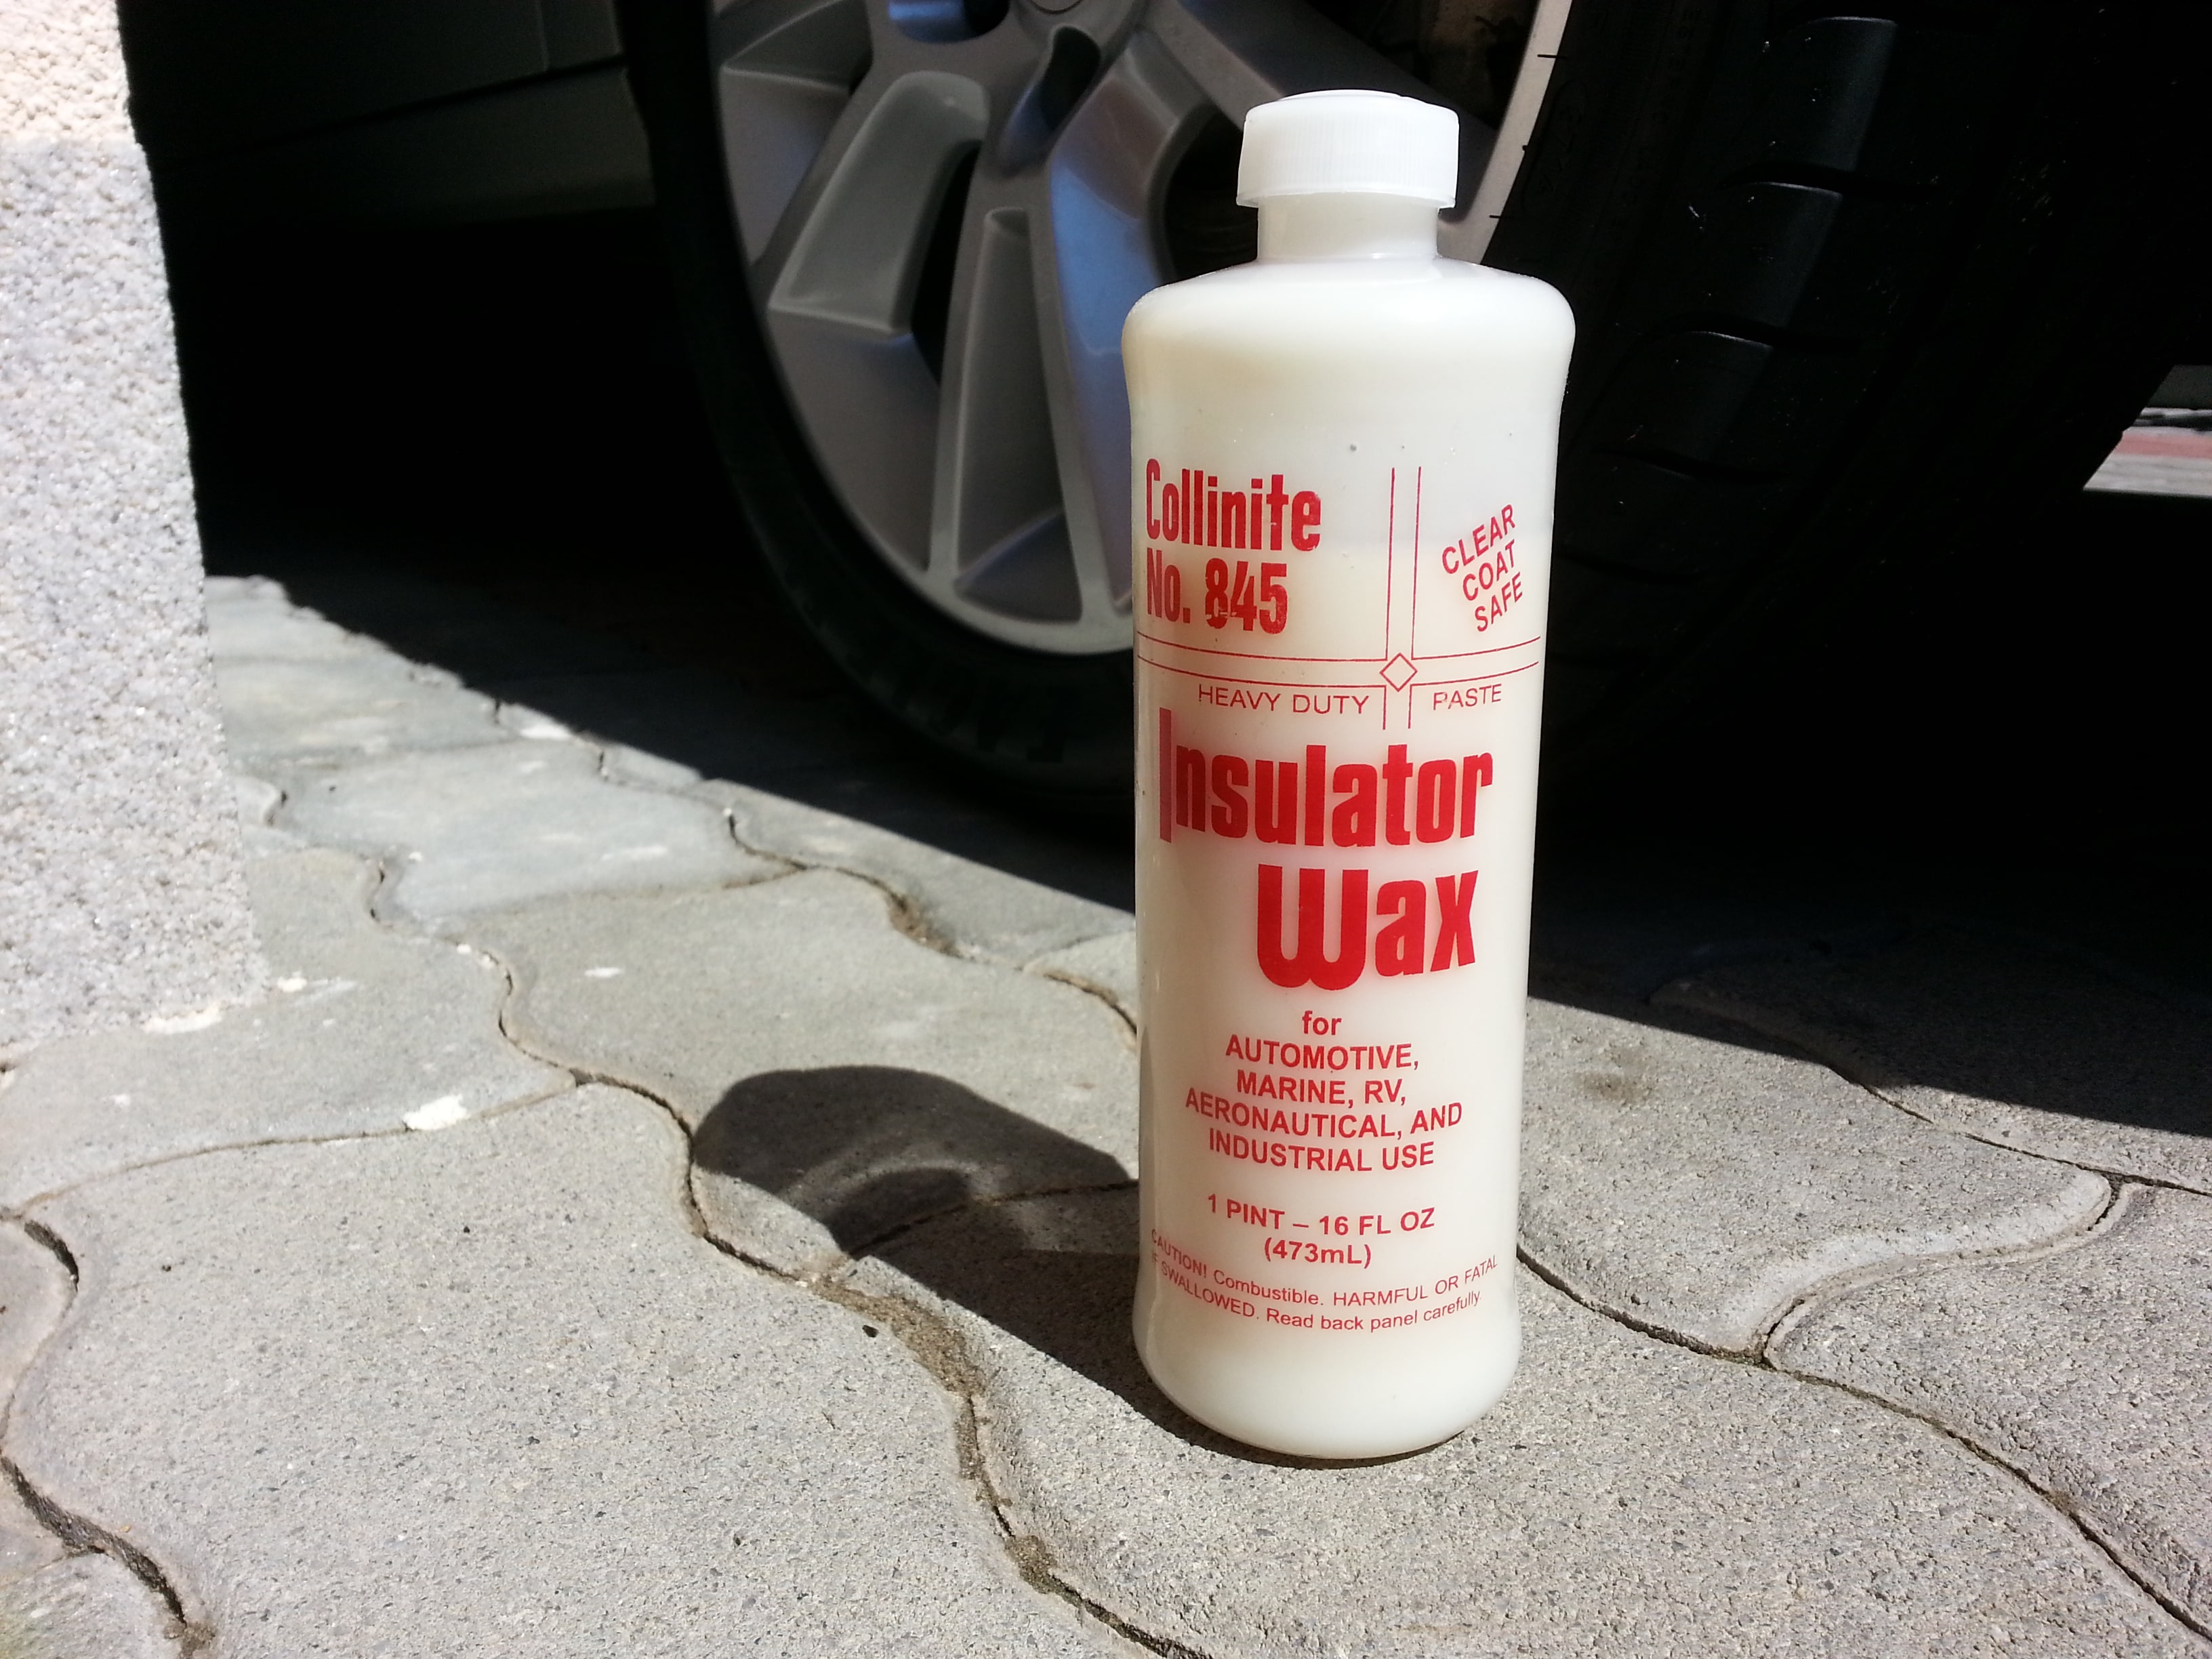 Collinite
No. 845
CLEAR
COAT
SAFE
HEAVY DUTY PASTE
Insulator
Wax
for
AUTOMOTIVE,
MARINE, RV,
AERONAUTICAL, AND
INDUSTRIAL USE
1 PINT – 16 FL OZ
(473mL)
CAUTION! Combustible. HARMFUL OR FATAL
IF SWALLOWED. Read back panel carefully.